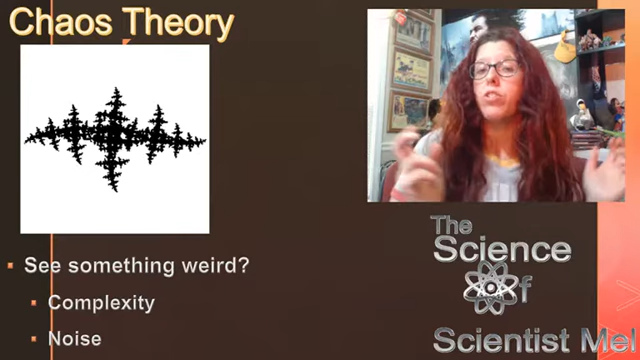 Chaos Theory
See something weird?
Complexity
Noise
The
Science
of
Scientist Mel